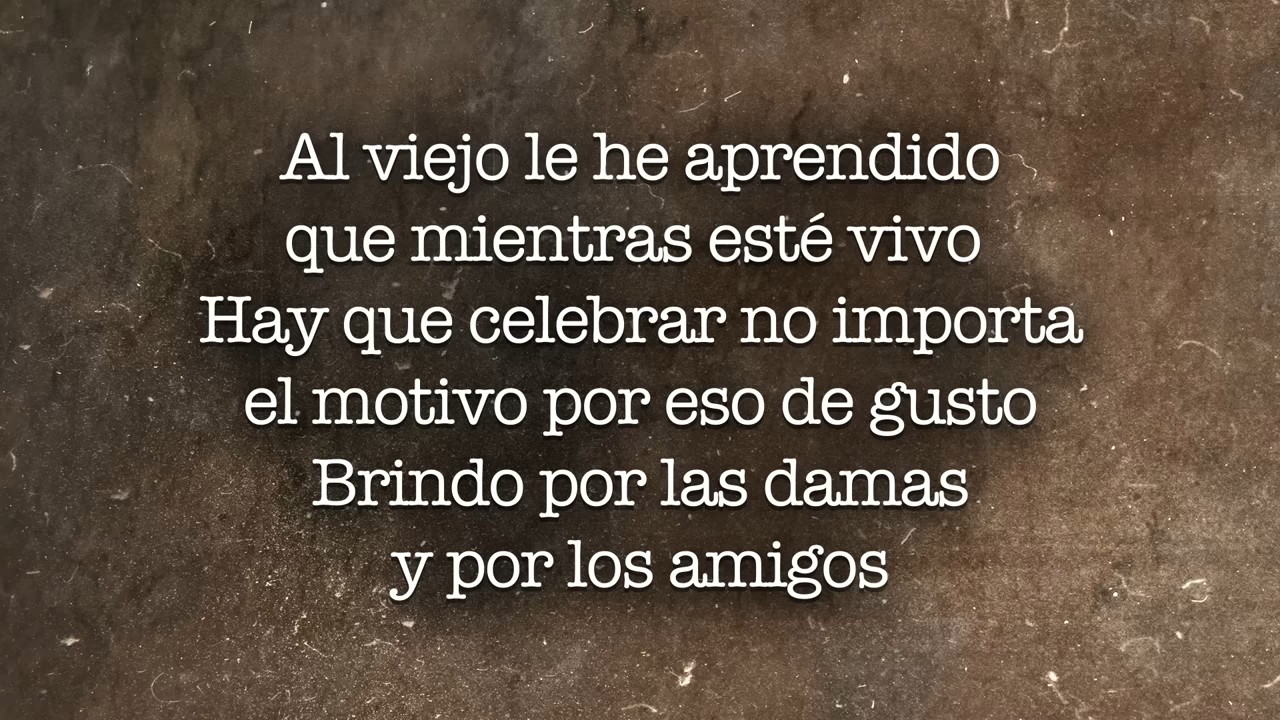 Al viejo le he aprendido
que mientras esté vivo
Hay que celebrar no importa
el motivo por eso de gusto
Brindo por las damas
y por los amigos